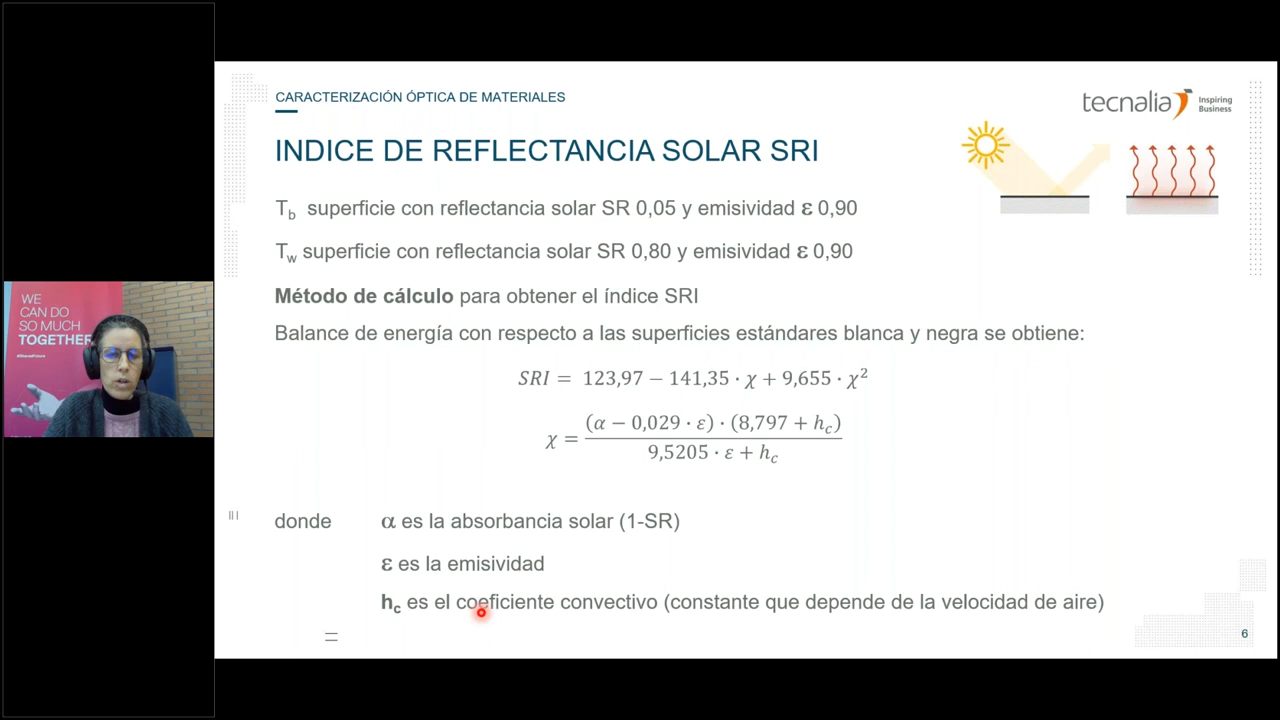 CARACTERIZACIÓN ÓPTICA DE MATERIALES
tecnalia Inspiring Business
INDICE DE REFLECTANCIA SOLAR SRI
T_b superficie con reflectancia solar SR 0,05 y emisividad ε 0,90
T_w superficie con reflectancia solar SR 0,80 y emisividad ε 0,90
Método de cálculo para obtener el índice SRI
Balance de energía con respecto a las superficies estándares blanca y negra se obtiene:
SRI = 123,97 − 141,35 · χ + 9,655 · χ²
χ = (α − 0,029 · ε) · (8,797 + h_c) / 9,5205 · ε + h_c
donde α es la absorbancia solar (1-SR)
ε es la emisividad
h_c es el coeficiente convectivo (constante que depende de la velocidad de aire)
6
WE
CAN DO
SO MUCH
TOGETHER